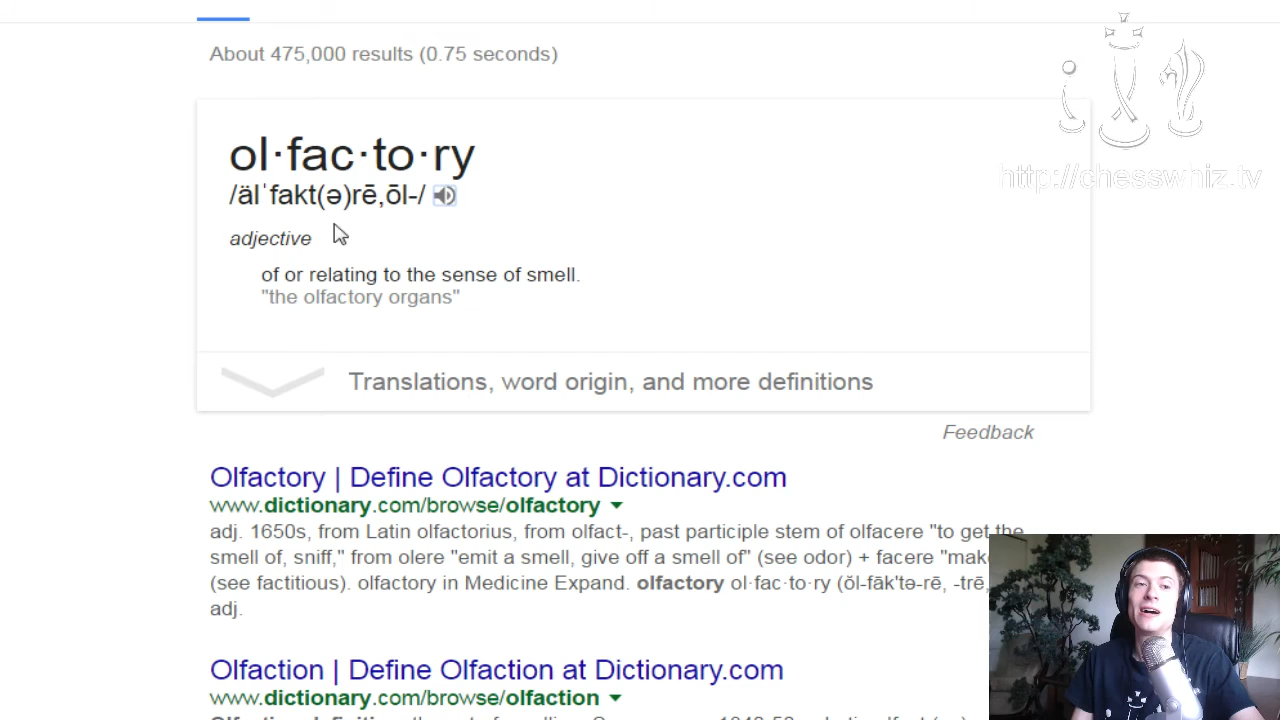 About 475,000 results (0.75 seconds)
http://chesswhiz.tv
ol·fac·to·ry
/älˈfakt(ə)rē,ōl-/
adjective
of or relating to the sense of smell.
"the olfactory organs"
Translations, word origin, and more definitions
Feedback
Olfactory | Define Olfactory at Dictionary.com
www.dictionary.com/browse/olfactory
adj. 1650s, from Latin olfactorius, from olfact-, past participle stem of olfacere "to get the
smell of, sniff," from olere "emit a smell, give off a smell of" (see odor) + facere "mak
(see factitious). olfactory in Medicine Expand. olfactory ol·fac·to·ry (ŏl-fāk'tə-rē, -trē,
adj.
Olfaction | Define Olfaction at Dictionary.com
www.dictionary.com/browse/olfaction